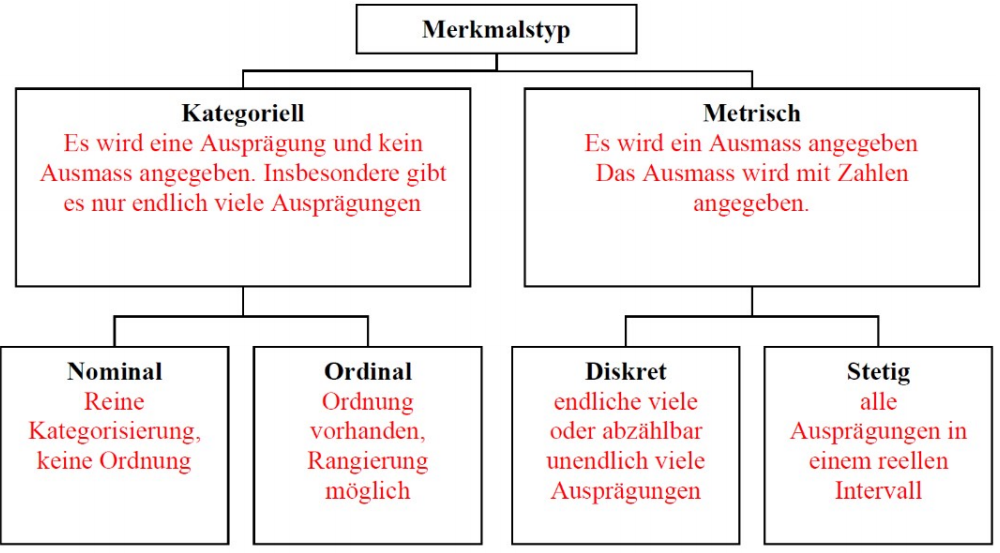 Merkmalstyp
Kategoriell
Es wird eine Ausprägung und kein
Ausmass angegeben. Insbesondere gibt
es nur endlich viele Ausprägungen
Metrisch
Es wird ein Ausmass angegeben
Das Ausmass wird mit Zahlen
angegeben.
Nominal
Reine
Kategorisierung,
keine Ordnung
Ordinal
Ordnung
vorhanden,
Rangierung
möglich
Diskret
endliche viele
oder abzählbar
unendlich viele
Ausprägungen
Stetig
alle
Ausprägungen in
einem reellen
Intervall